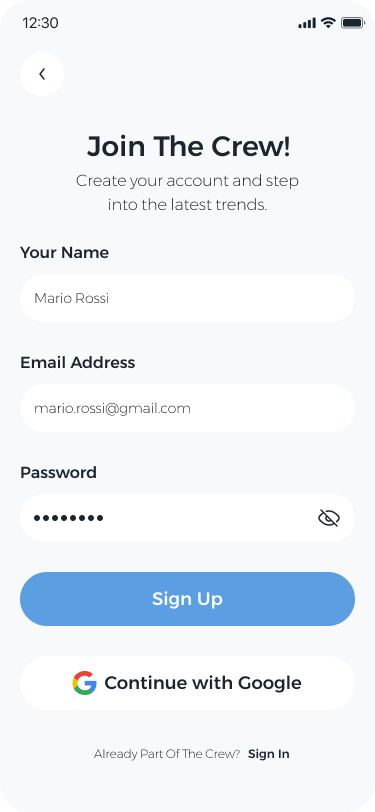 12:30
Join The Crew!
Create your account and step
into the latest trends.
Your Name
Mario Rossi
Email Address
mario.rossi@gmail.com
Password
••••••••
Sign Up
Continue with Google
Already Part Of The Crew? Sign In